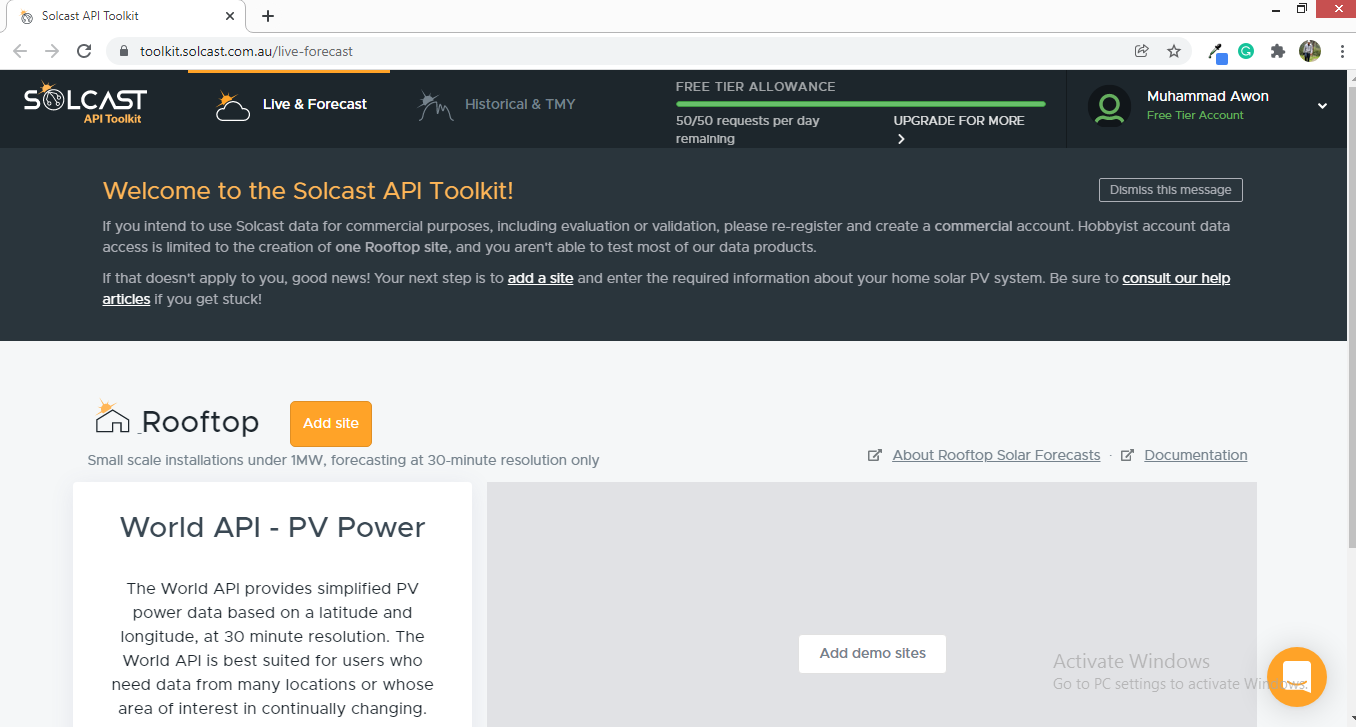 Solcast API Toolkit
toolkit.solcast.com.au/live-forecast
SOLCAST
API Toolkit
Live & Forecast
Historical & TMY
FREE TIER ALLOWANCE
50/50 requests per day
remaining
UPGRADE FOR MORE
Muhammad Awon
Free Tier Account
Welcome to the Solcast API Toolkit!
Dismiss this message
If you intend to use Solcast data for commercial purposes, including evaluation or validation, please re-register and create a commercial account. Hobbyist account data
access is limited to the creation of one Rooftop site, and you aren't able to test most of our data products.
If that doesn't apply to you, good news! Your next step is to add a site and enter the required information about your home solar PV system. Be sure to consult our help
articles if you get stuck!
Rooftop
Add site
Small scale installations under 1MW, forecasting at 30-minute resolution only
About Rooftop Solar Forecasts · Documentation
World API - PV Power
The World API provides simplified PV
power data based on a latitude and
longitude, at 30 minute resolution. The
World API is best suited for users who
need data from many locations or whose
area of interest in continually changing.
Add demo sites
Activate Windows
Go to PC settings to activate Windows.